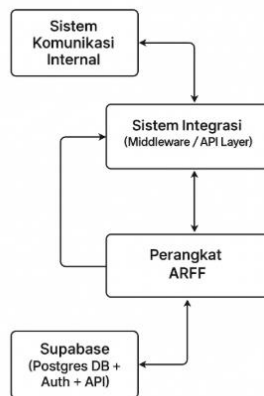 Sistem
Komunikasi
Internal
Sistem Integrasi
(Middleware / API Layer)
Perangkat
ARFF
Supabase
(Postgres DB +
Auth + API)